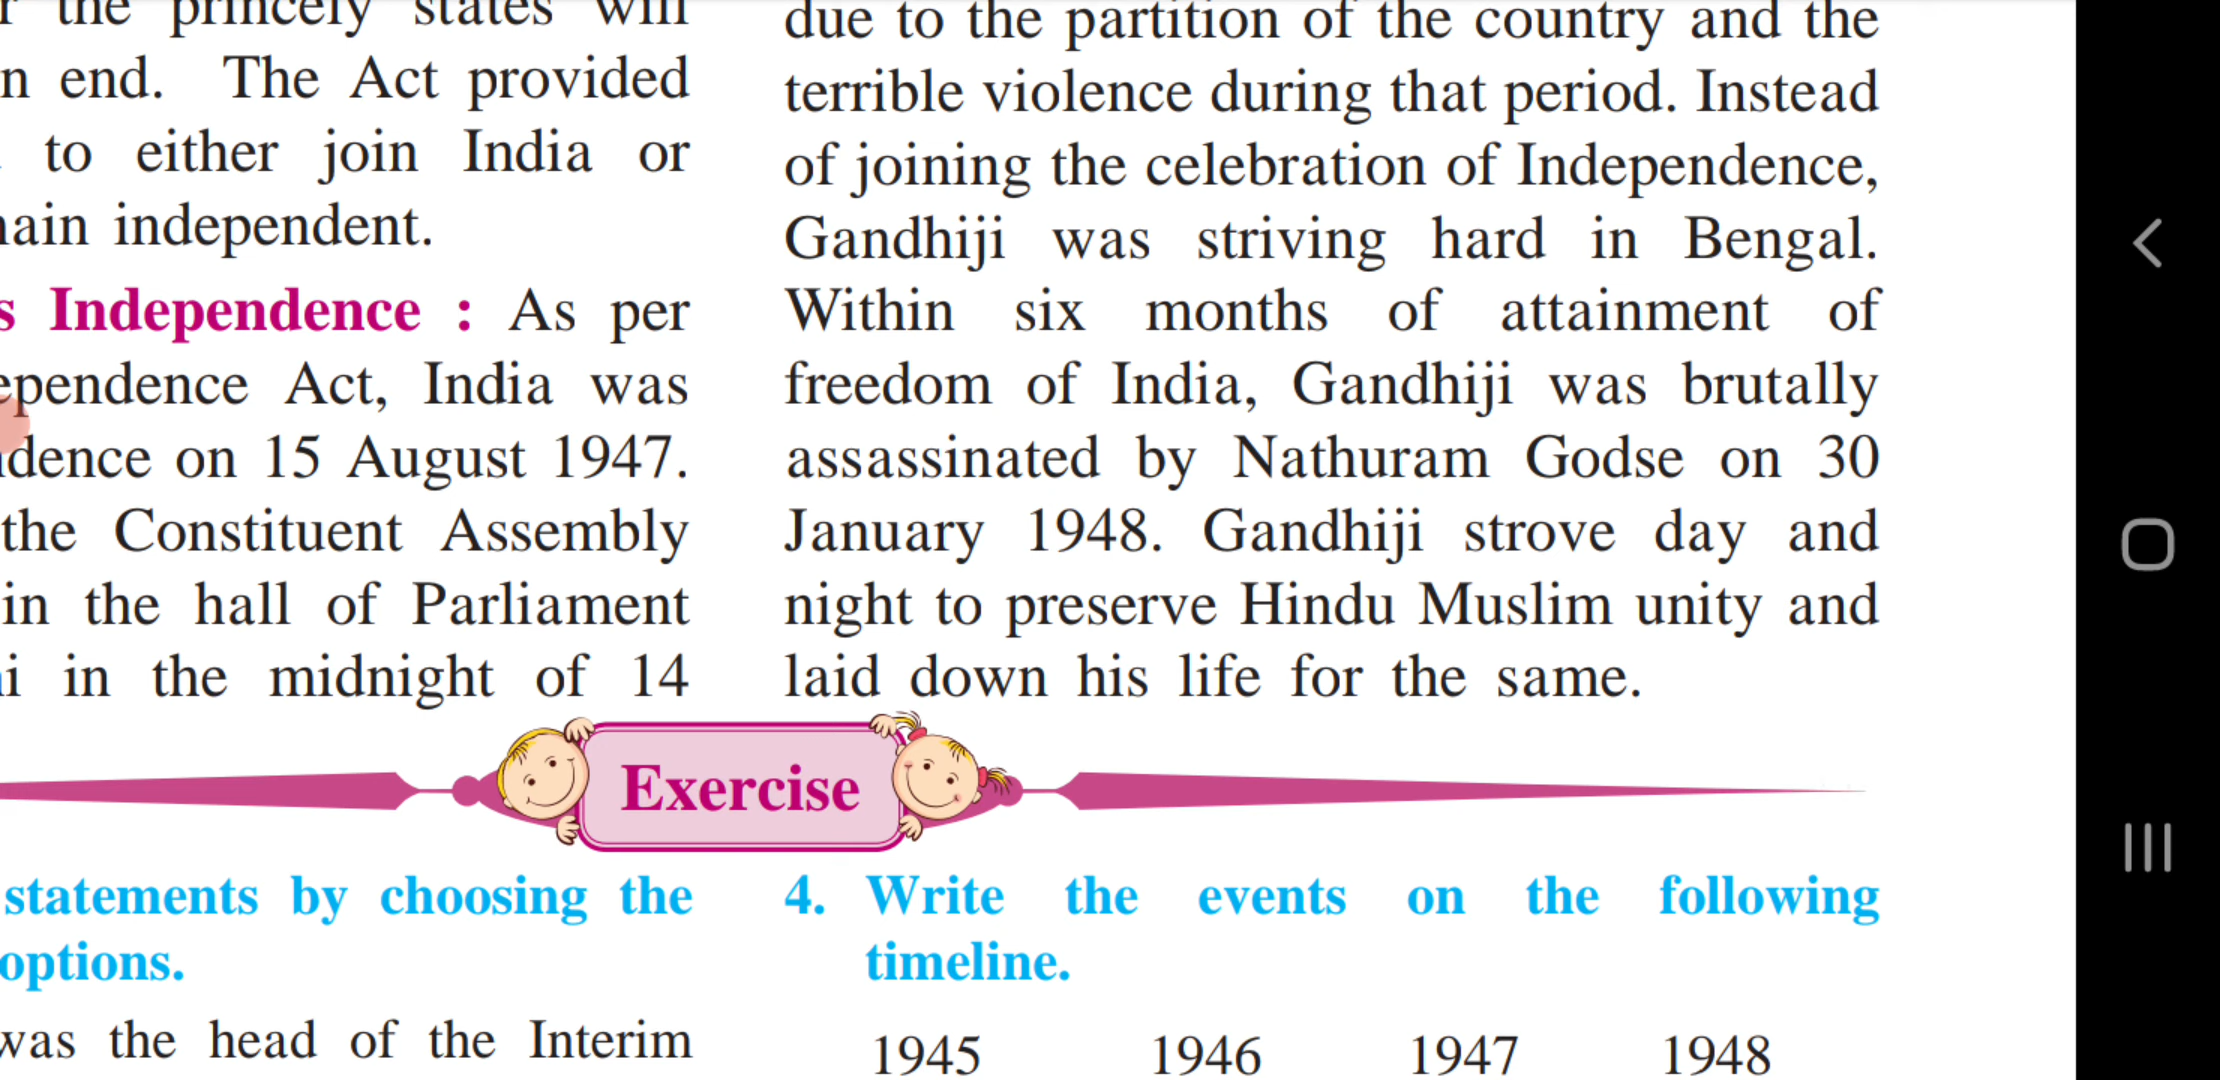 the princely states will
n end. The Act provided
to either join India or
ain independent.
s Independence : As per
ependence Act, India was
dence on 15 August 1947.
the Constituent Assembly
in the hall of Parliament
i in the midnight of 14
due to the partition of the country and the
terrible violence during that period. Instead
of joining the celebration of Independence,
Gandhiji was striving hard in Bengal.
Within six months of attainment of
freedom of India, Gandhiji was brutally
assassinated by Nathuram Godse on 30
January 1948. Gandhiji strove day and
night to preserve Hindu Muslim unity and
laid down his life for the same.
Exercise
statements by choosing the
options.
was the head of the Interim
4. Write the events on the following
timeline.
1945 1946 1947 1948